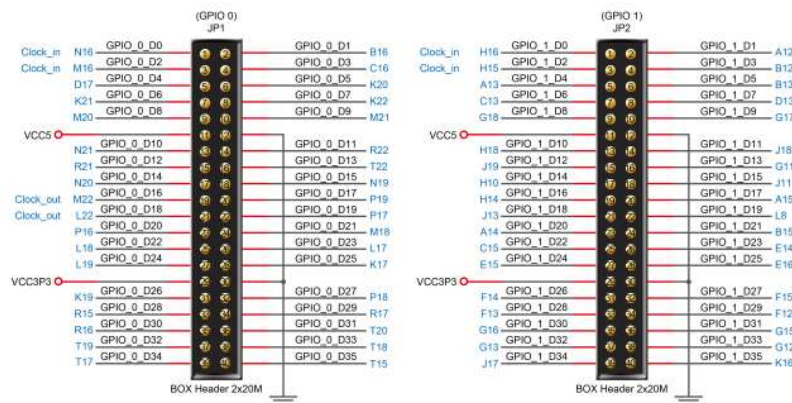 (GPIO 0)
JP1
Clock_in N16 GPIO_0_D0 1 2 GPIO_0_D1 B16
Clock_in M16 GPIO_0_D2 3 4 GPIO_0_D3 C16
D17 GPIO_0_D4 5 6 GPIO_0_D5 K20
K21 GPIO_0_D6 7 8 GPIO_0_D7 K22
M20 GPIO_0_D8 9 10 GPIO_0_D9 M21
VCC5 11 12
N21 GPIO_0_D10 13 14 GPIO_0_D11 R22
R21 GPIO_0_D12 15 16 GPIO_0_D13 T22
N20 GPIO_0_D14 17 18 GPIO_0_D15 N19
Clock_out M22 GPIO_0_D16 19 20 GPIO_0_D17 P19
Clock_out L22 GPIO_0_D18 21 22 GPIO_0_D19 P17
P16 GPIO_0_D20 23 24 GPIO_0_D21 M18
L18 GPIO_0_D22 25 26 GPIO_0_D23 L17
L19 GPIO_0_D24 27 28 GPIO_0_D25 K17
VCC3P3 29 30
K19 GPIO_0_D26 31 32 GPIO_0_D27 P18
R15 GPIO_0_D28 33 34 GPIO_0_D29 R17
R16 GPIO_0_D30 35 36 GPIO_0_D31 T20
T19 GPIO_0_D32 37 38 GPIO_0_D33 T18
T17 GPIO_0_D34 39 40 GPIO_0_D35 T15
BOX Header 2x20M
(GPIO 1)
JP2
Clock_in H16 GPIO_1_D0 1 2 GPIO_1_D1 A12
Clock_in H15 GPIO_1_D2 3 4 GPIO_1_D3 B12
A13 GPIO_1_D4 5 6 GPIO_1_D5 B13
C13 GPIO_1_D6 7 8 GPIO_1_D7 D13
G18 GPIO_1_D8 9 10 GPIO_1_D9 G17
VCC5 11 12
H18 GPIO_1_D10 13 14 GPIO_1_D11 J18
J19 GPIO_1_D12 15 16 GPIO_1_D13 G11
H10 GPIO_1_D14 17 18 GPIO_1_D15 J11
H14 GPIO_1_D16 19 20 GPIO_1_D17 A15
J13 GPIO_1_D18 21 22 GPIO_1_D19 L8
A14 GPIO_1_D20 23 24 GPIO_1_D21 B15
C15 GPIO_1_D22 25 26 GPIO_1_D23 E14
E15 GPIO_1_D24 27 28 GPIO_1_D25 E16
VCC3P3 29 30
F14 GPIO_1_D26 31 32 GPIO_1_D27 F15
F13 GPIO_1_D28 33 34 GPIO_1_D29 F12
G16 GPIO_1_D30 35 36 GPIO_1_D31 G15
G13 GPIO_1_D32 37 38 GPIO_1_D33 G12
J17 GPIO_1_D34 39 40 GPIO_1_D35 K16
BOX Header 2x20M